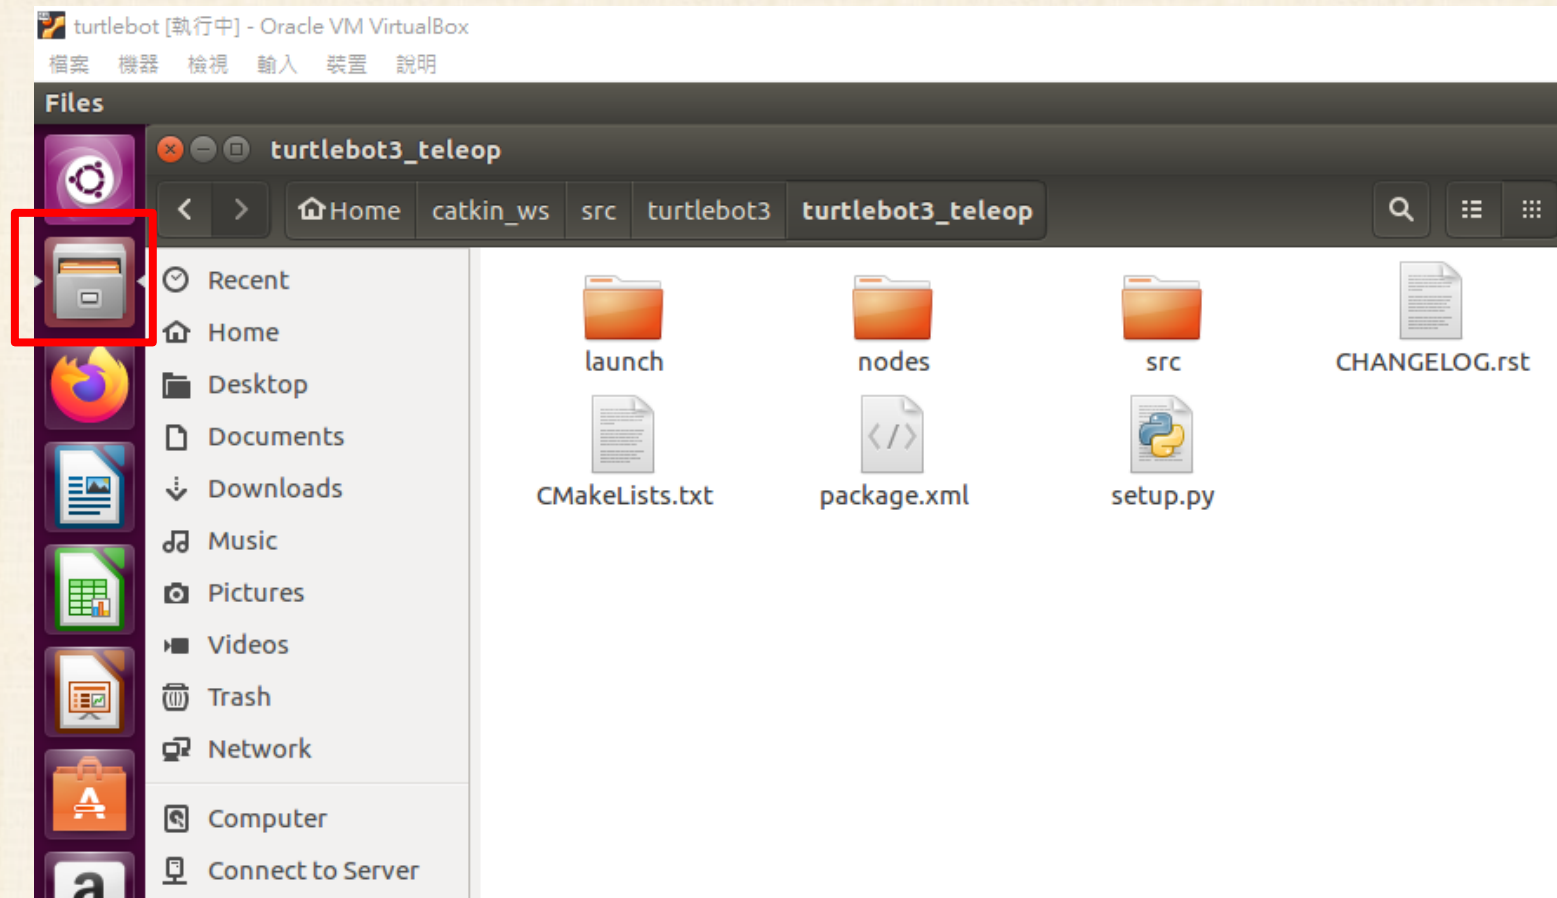 turtlebot [執行中] - Oracle VM VirtualBox
檔案 機器 檢視 輸入 裝置 說明
Files
turtlebot3_teleop
Home catkin_ws src turtlebot3 turtlebot3_teleop
Recent
Home
Desktop
Documents
Downloads
Music
Pictures
Videos
Trash
Network
Computer
Connect to Server
launch nodes src CHANGELOG.rst
CMakeLists.txt package.xml setup.py